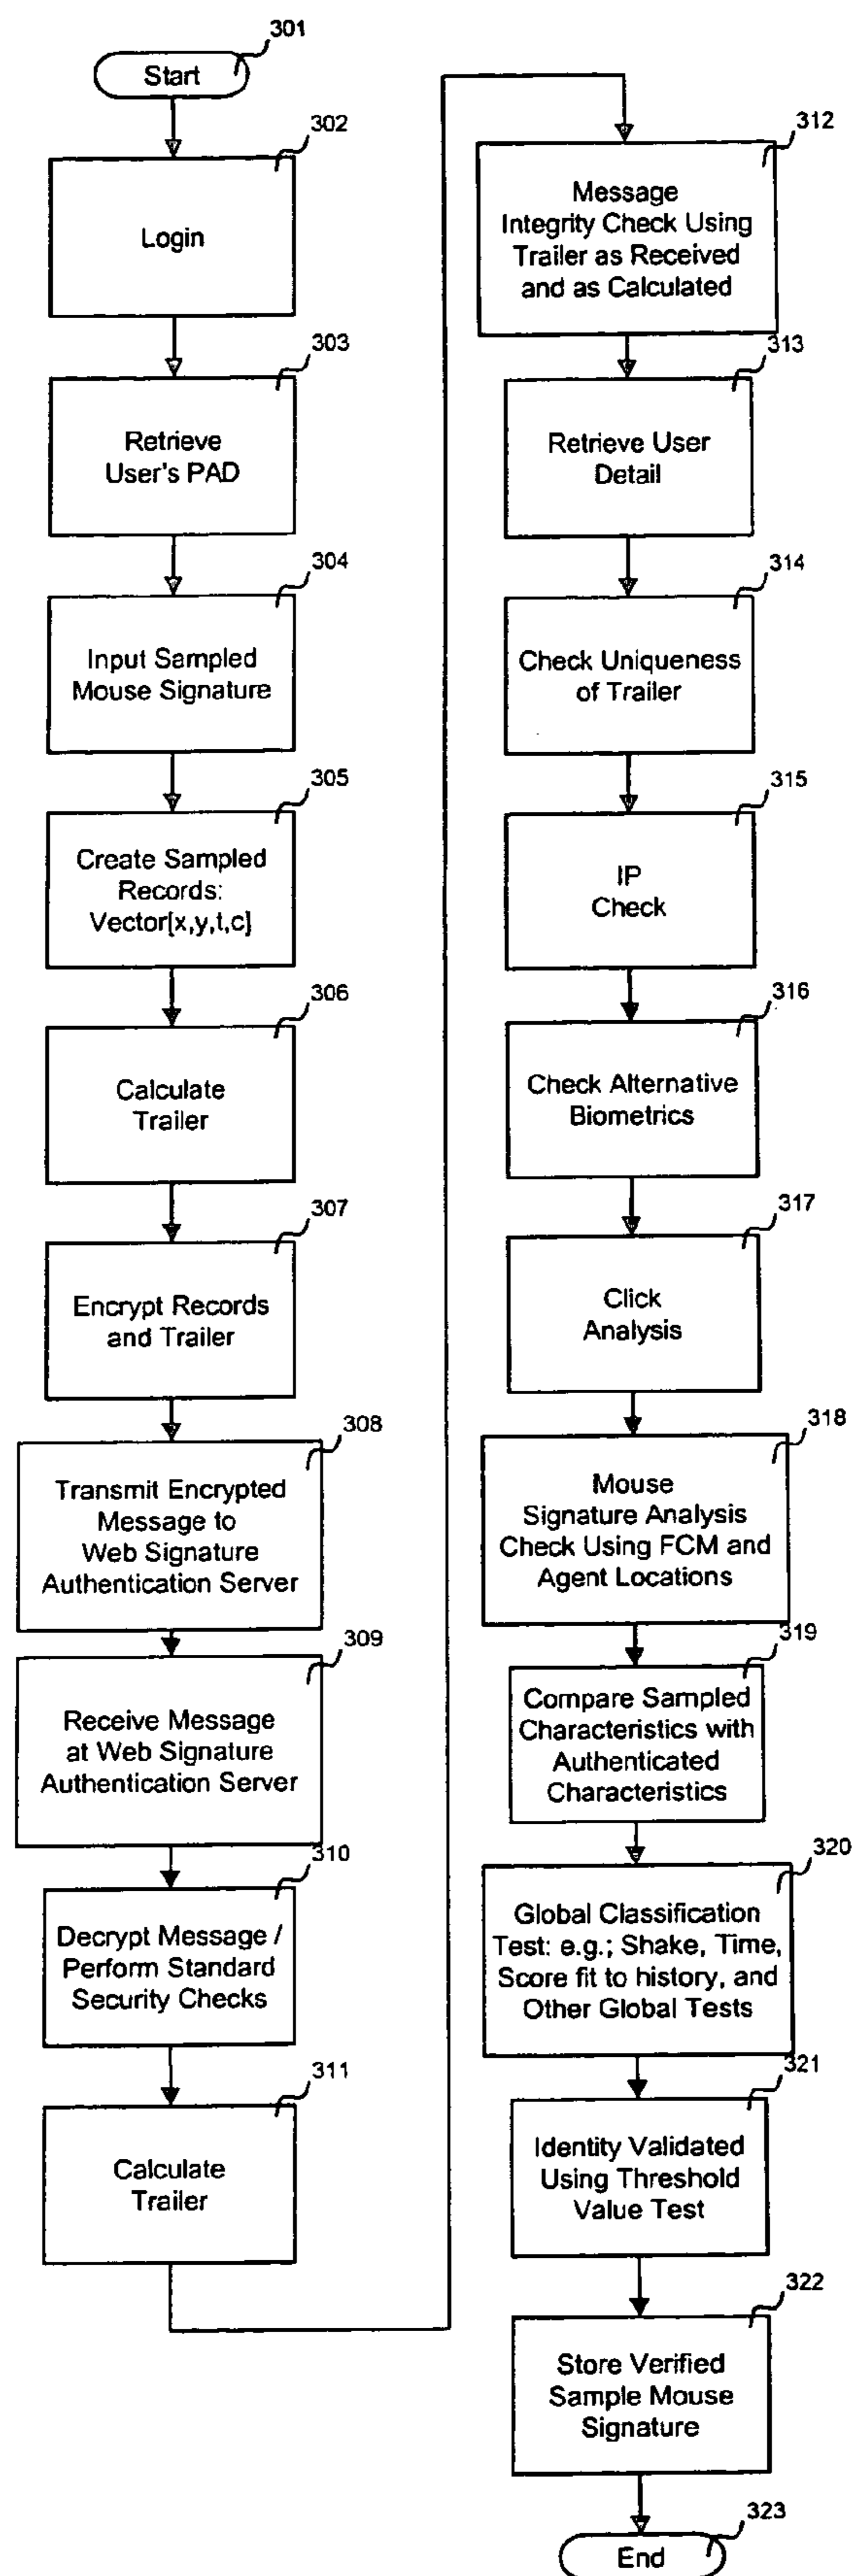 301
Start
302
Login
303
Retrieve
User's PAD
304
Input Sampled
Mouse Signature
305
Create Sampled
Records:
Vector[x,y,t,c]
306
Calculate
Trailer
307
Encrypt Records
and Trailer
308
Transmit Encrypted
Message to
Web Signature
Authentication Server
309
Receive Message
at Web Signature
Authentication Server
310
Decrypt Message /
Perform Standard
Security Checks
311
Calculate
Trailer
312
Message
Integrity Check Using
Trailer as Received
and as Calculated
313
Retrieve User
Detail
314
Check Uniqueness
of Trailer
315
IP
Check
316
Check Alternative
Biometrics
317
Click
Analysis
318
Mouse
Signature Analysis
Check Using FCM and
Agent Locations
319
Compare Sampled
Characteristics with
Authenticated
Characteristics
320
Global Classification
Test: e.g.; Shake, Time,
Score fit to history, and
Other Global Tests
321
Identity Validated
Using Threshold
Value Test
322
Store Verified
Sample Mouse
Signature
323
End